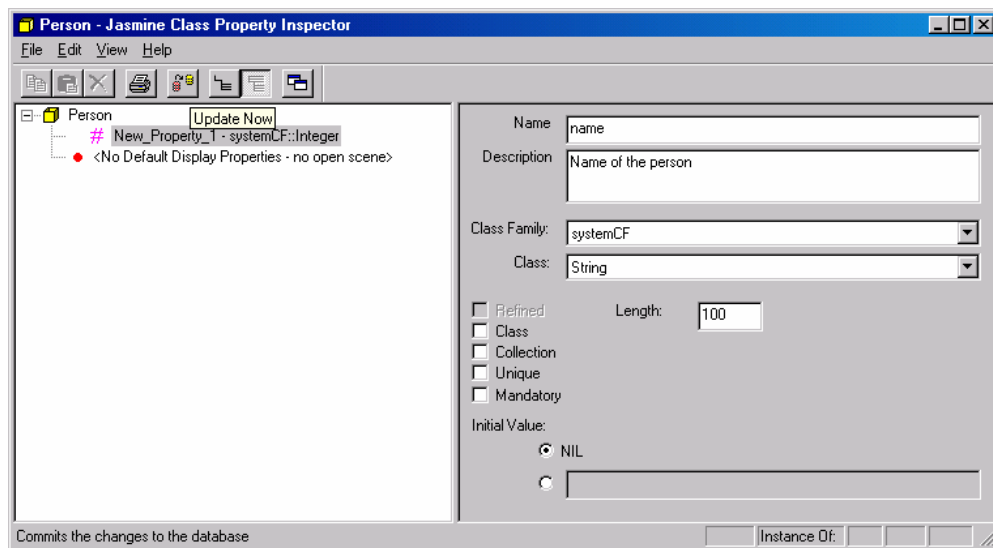 Person - Jasmine Class Property Inspector
File Edit View Help
Person
Update Now
New_Property_1 - systemCF::Integer
<No Default Display Properties - no open scene>
Name
name
Description
Name of the person
Class Family:
systemCF
Class:
String
Refined
Length:
100
Class
Collection
Unique
Mandatory
Initial Value:
NIL
Commits the changes to the database
Instance Of: